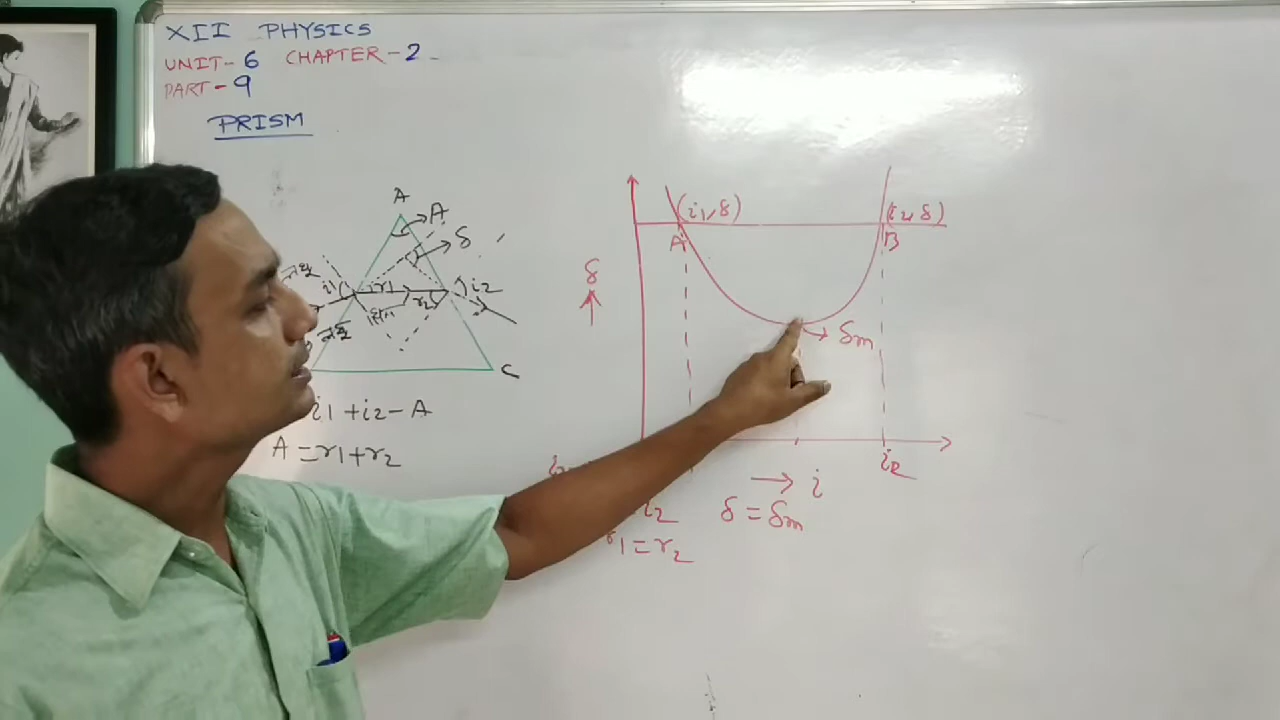 XII PHYSICS
UNIT-6 CHAPTER-2
PART-9
PRISM
A
A
δ
i1
r1
r2
i2
C
i1+i2-A
A=r1+r2
(i1,δ)
(i2,δ)
A
B
δ
δm
i2
i
i2
δ=δm
r1=r2